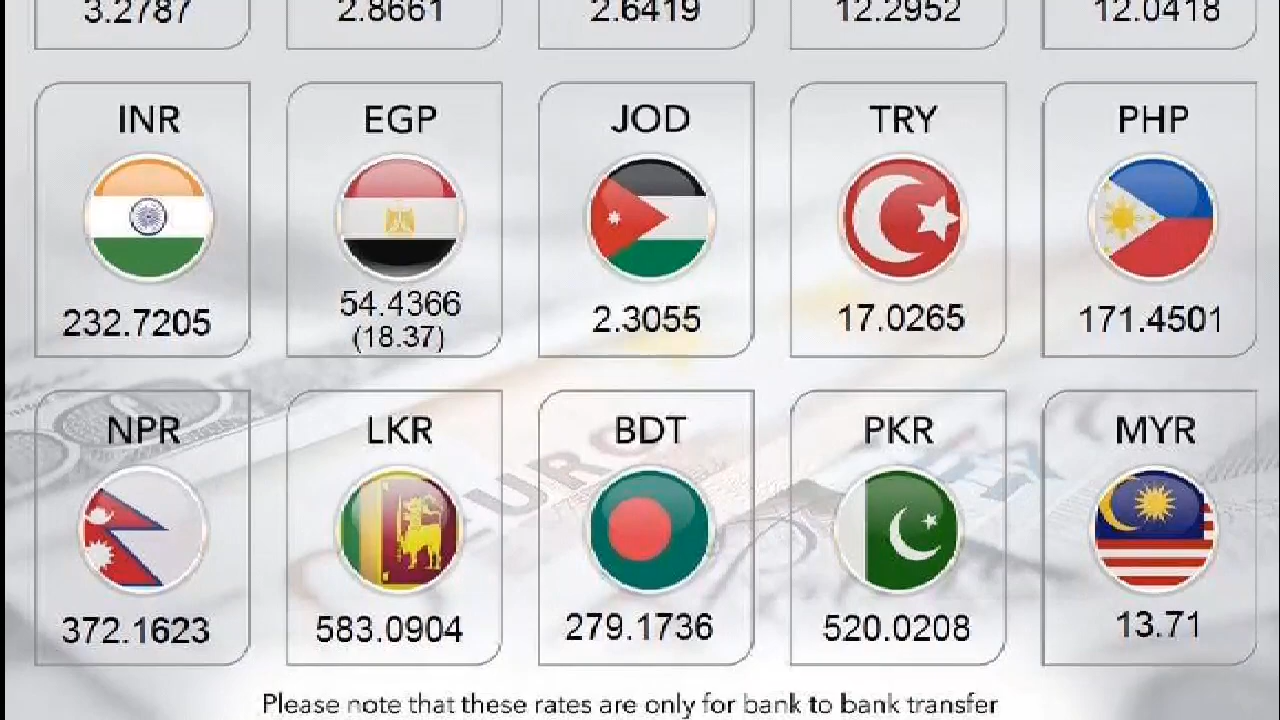 3.2787 2.8661 2.6419 12.2952 12.0418
INR EGP JOD TRY PHP
232.7205 54.4366 2.3055 17.0265 171.4501
(18.37)
NPR LKR BDT PKR MYR
372.1623 583.0904 279.1736 520.0208 13.71
Please note that these rates are only for bank to bank transfer